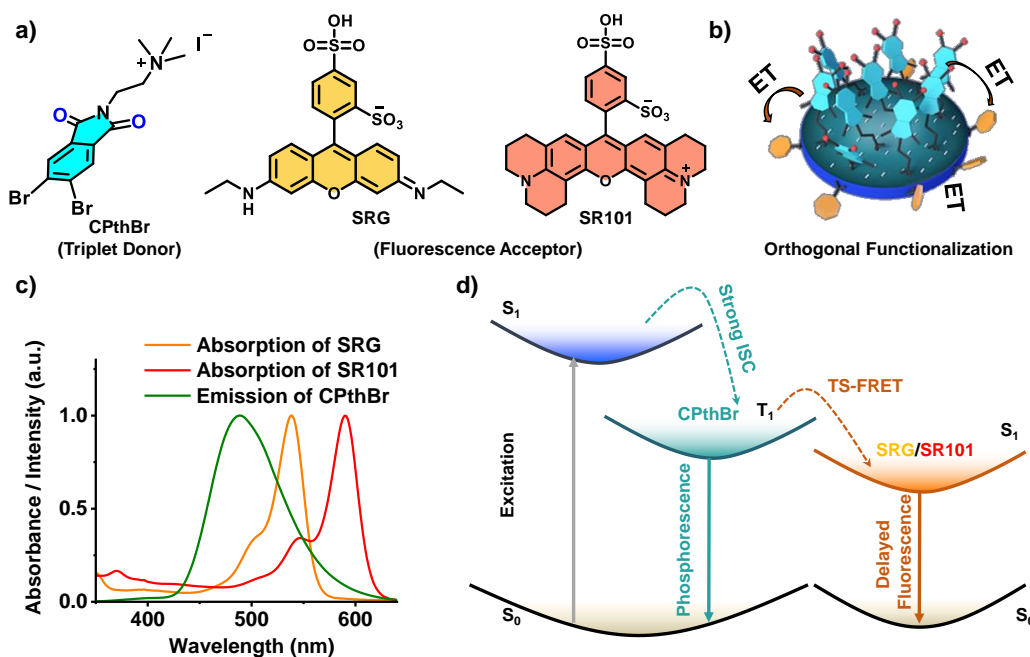 a)
OH
O=S=O
SO3-
N+
I-
O
N
O
Br
Br
CPthBr
(Triplet Donor)
N
H
O
N
SRG
(Fluorescence Acceptor)
OH
O=S=O
SO3-
N
O
N+
SR101
b)
ET
ET
ET
Orthogonal Functionalization
c)
Absorption of SRG
Absorption of SR101
Emission of CPthBr
Absorbance / Intensity (a.u.)
1.0
0.5
0.0
400
500
600
Wavelength (nm)
d)
S1
Strong ISC
CPthBr
T1
TS-FRET
S1
SRG/SR101
Excitation
Phosphorescence
Delayed
Fluorescence
S0
S0